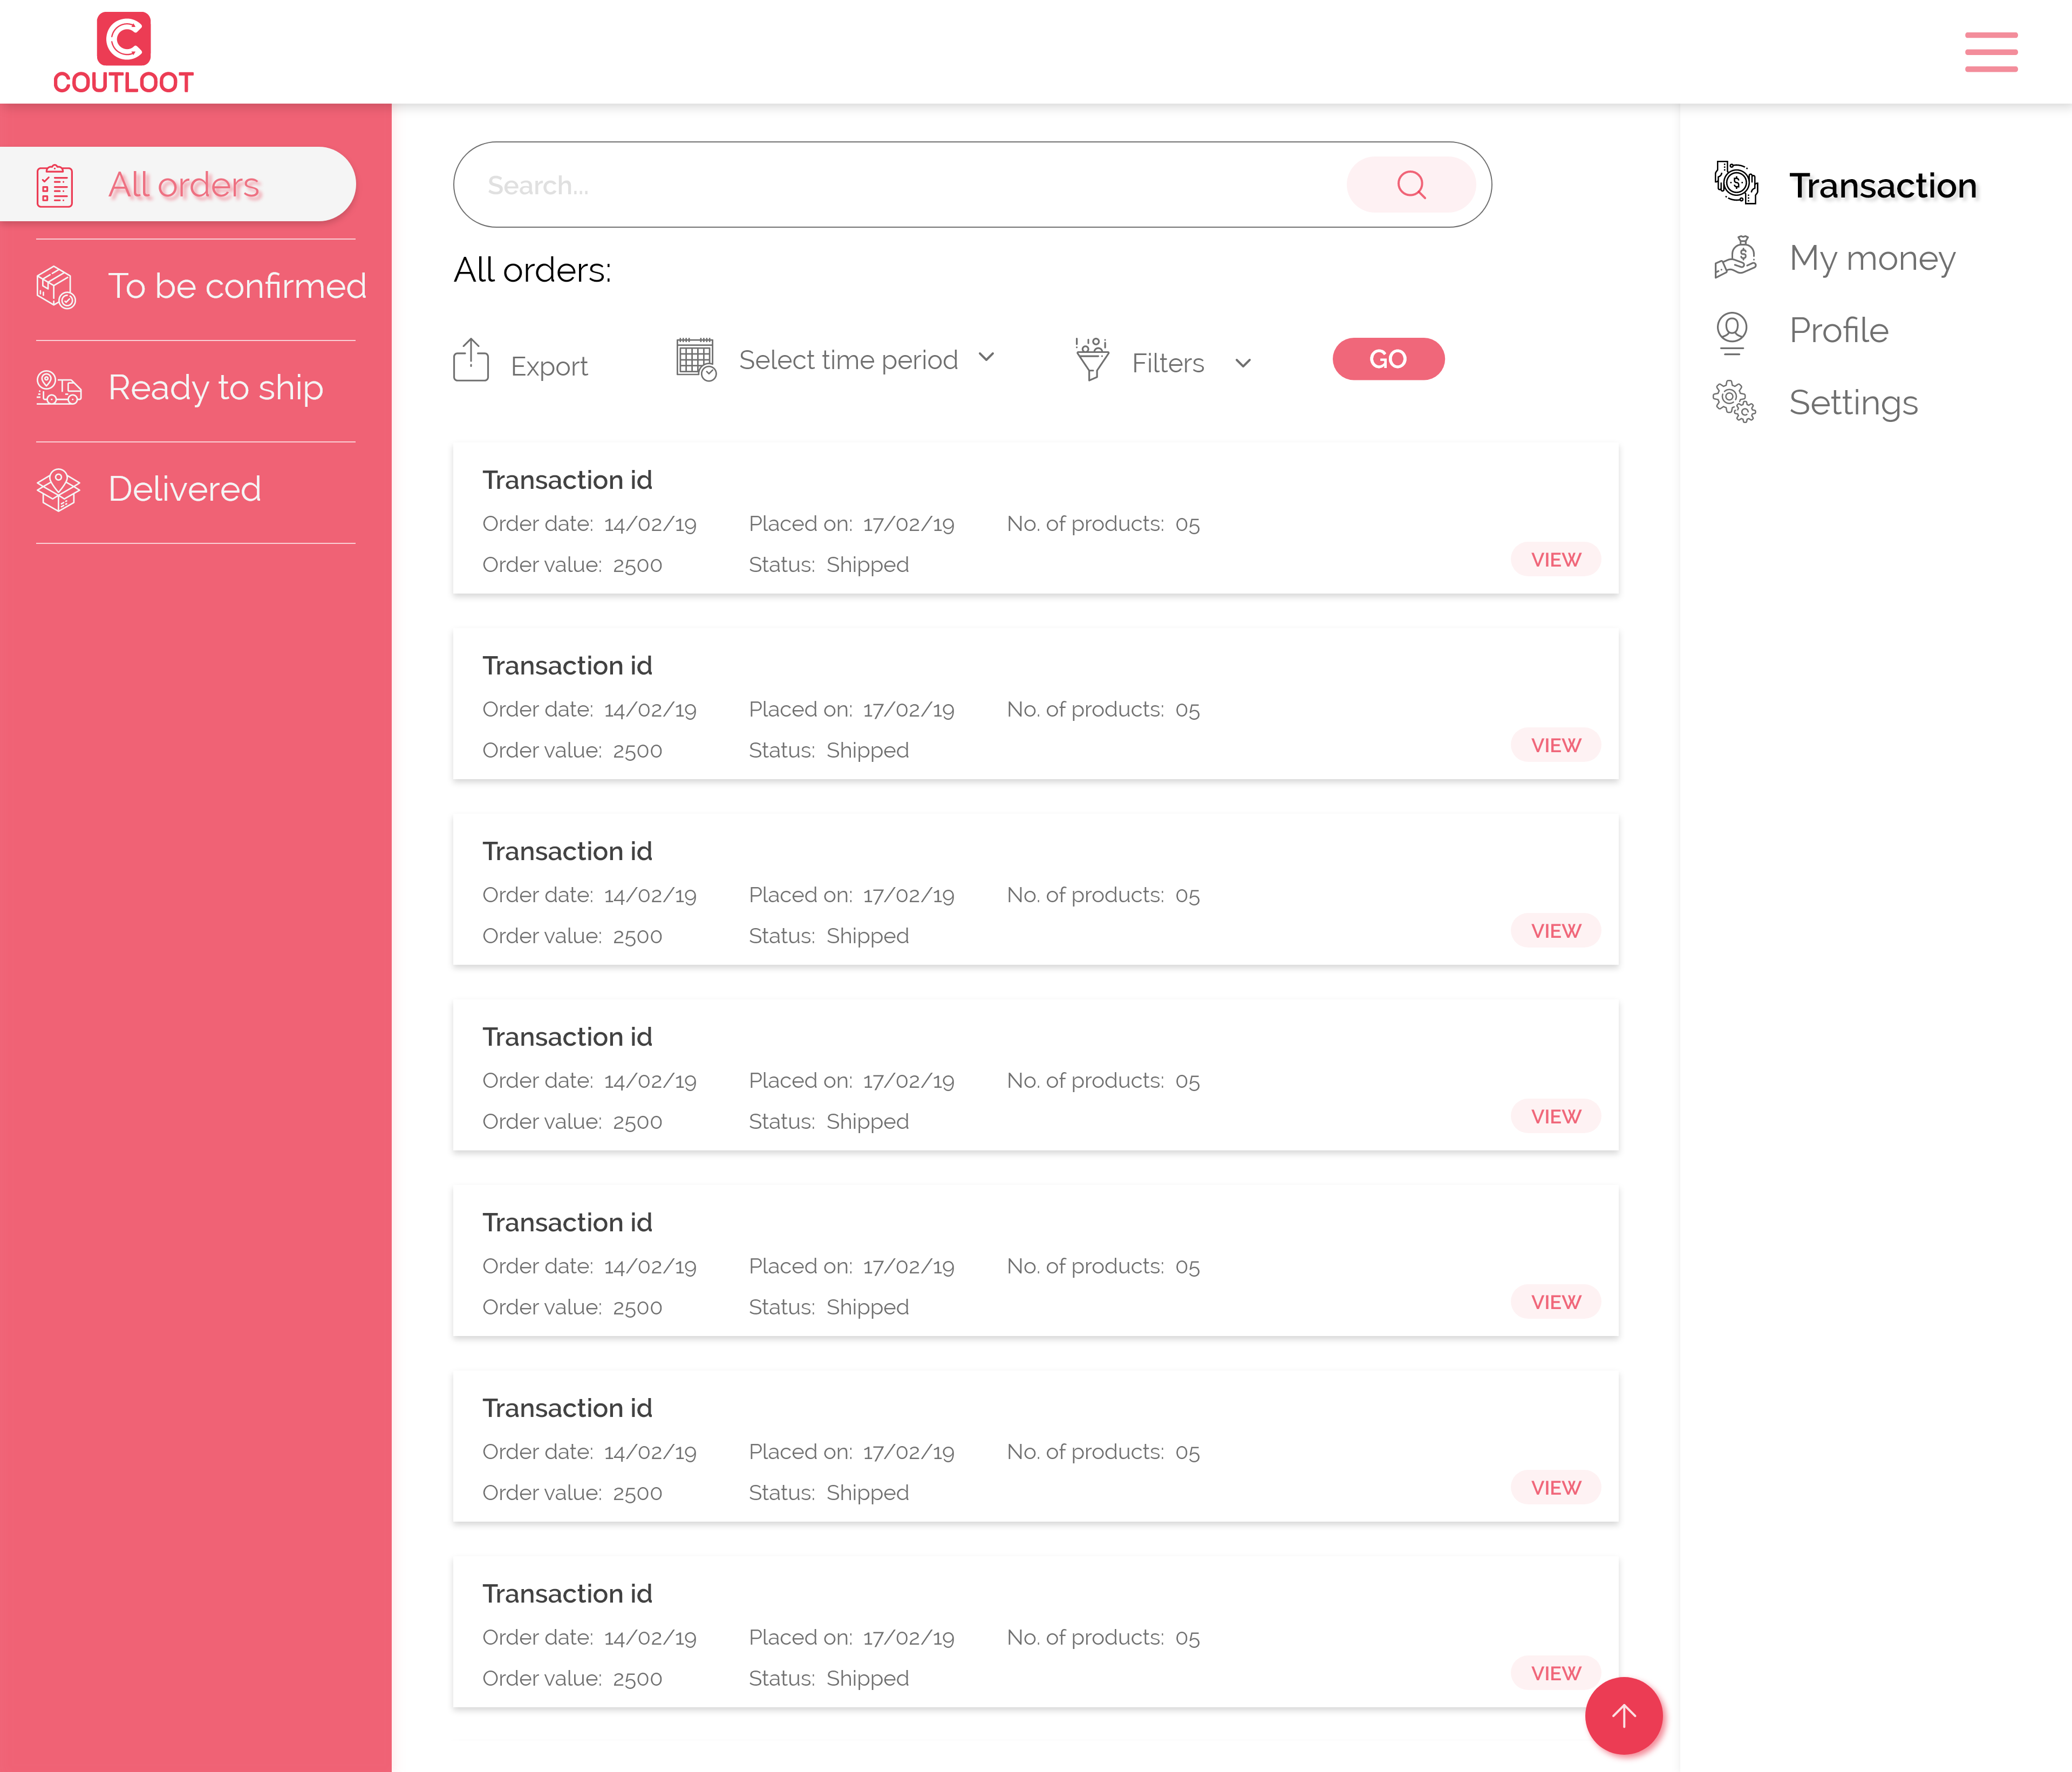 COUTLOOT
All orders
To be confirmed
Ready to ship
Delivered
Search...
All orders:
Export
Select time period
Filters
GO
Transaction id
Order date: 14/02/19 Placed on: 17/02/19 No. of products: 05
Order value: 2500 Status: Shipped
VIEW
Transaction id
Order date: 14/02/19 Placed on: 17/02/19 No. of products: 05
Order value: 2500 Status: Shipped
VIEW
Transaction id
Order date: 14/02/19 Placed on: 17/02/19 No. of products: 05
Order value: 2500 Status: Shipped
VIEW
Transaction id
Order date: 14/02/19 Placed on: 17/02/19 No. of products: 05
Order value: 2500 Status: Shipped
VIEW
Transaction id
Order date: 14/02/19 Placed on: 17/02/19 No. of products: 05
Order value: 2500 Status: Shipped
VIEW
Transaction id
Order date: 14/02/19 Placed on: 17/02/19 No. of products: 05
Order value: 2500 Status: Shipped
VIEW
Transaction id
Order date: 14/02/19 Placed on: 17/02/19 No. of products: 05
Order value: 2500 Status: Shipped
VIEW
Transaction
My money
Profile
Settings